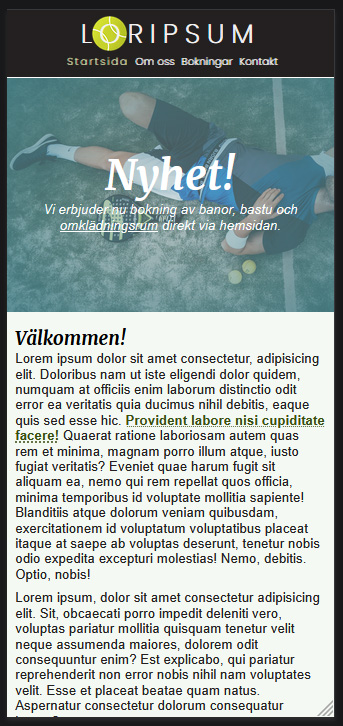 LORIPSUM
Startsida Om oss Bokningar Kontakt
Nyhet!
Vi erbjuder nu bokning av banor, bastu och
omklädningsrum direkt via hemsidan.
Välkommen!
Lorem ipsum dolor sit amet consectetur, adipisicing
elit. Doloribus nam ut iste eligendi dolor quidem,
numquam at officiis enim laborum distinctio odit
error ea veritatis quia ducimus nihil debitis, eaque
quis sed esse hic. Provident labore nisi cupiditate
facere! Quaerat ratione laboriosam autem quas
rem et minima, magnam porro illum atque, iusto
fugiat veritatis? Eveniet quae harum fugit sit
aliquam ea, nemo qui rem repellat quos officia,
minima temporibus id voluptate mollitia sapiente!
Blanditiis atque dolorum veniam quibusdam,
exercitationem id voluptatum voluptatibus placeat
itaque at saepe ab voluptas deserunt, tenetur nobis
odio expedita excepturi molestias! Nemo, debitis.
Optio, nobis!
Lorem ipsum, dolor sit amet consectetur adipisicing
elit. Sit, obcaecati porro impedit deleniti vero,
voluptas pariatur mollitia quisquam tenetur velit
neque assumenda maiores, dolorem odit
consequuntur enim? Est explicabo, qui pariatur
reprehenderit non error nobis nihil nam voluptates
velit. Esse et placeat beatae quam natus.
Aspernatur consectetur dolorum consequatur